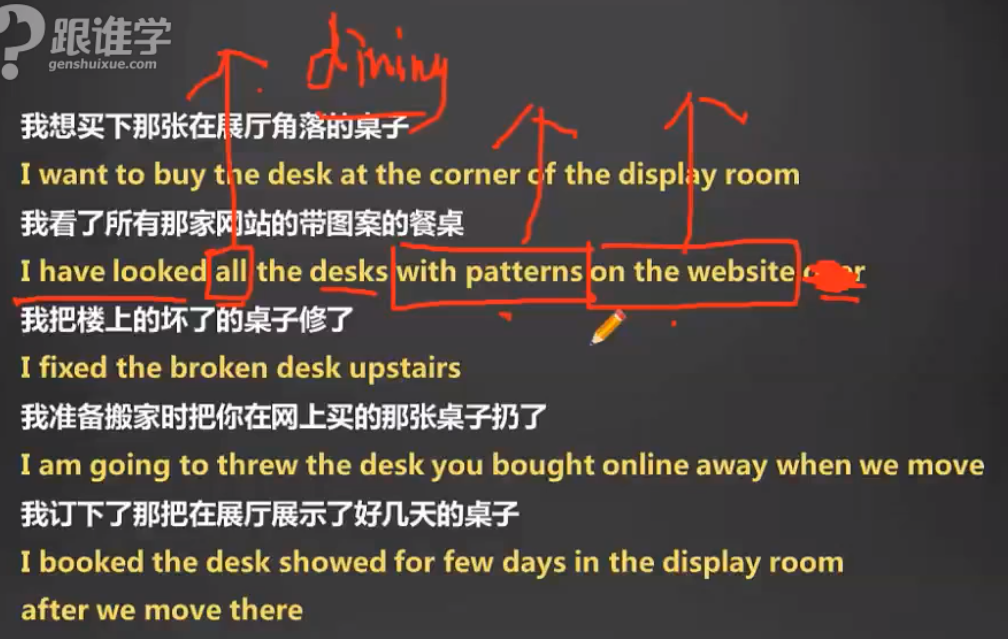 跟谁学
genshuixue.com
dining
我想买下那张在展厅角落的桌子
I want to buy the desk at the corner of the display room
我看了所有那家网站的带图案的餐桌
I have looked all the desks with patterns on the website
我把楼上的坏了的桌子修了
I fixed the broken desk upstairs
我准备搬家时把你在网上买的那张桌子扔了
I am going to threw the desk you bought online away when we move
我订下了那把在展厅展示了好几天的桌子
I booked the desk showed for few days in the display room
after we move there